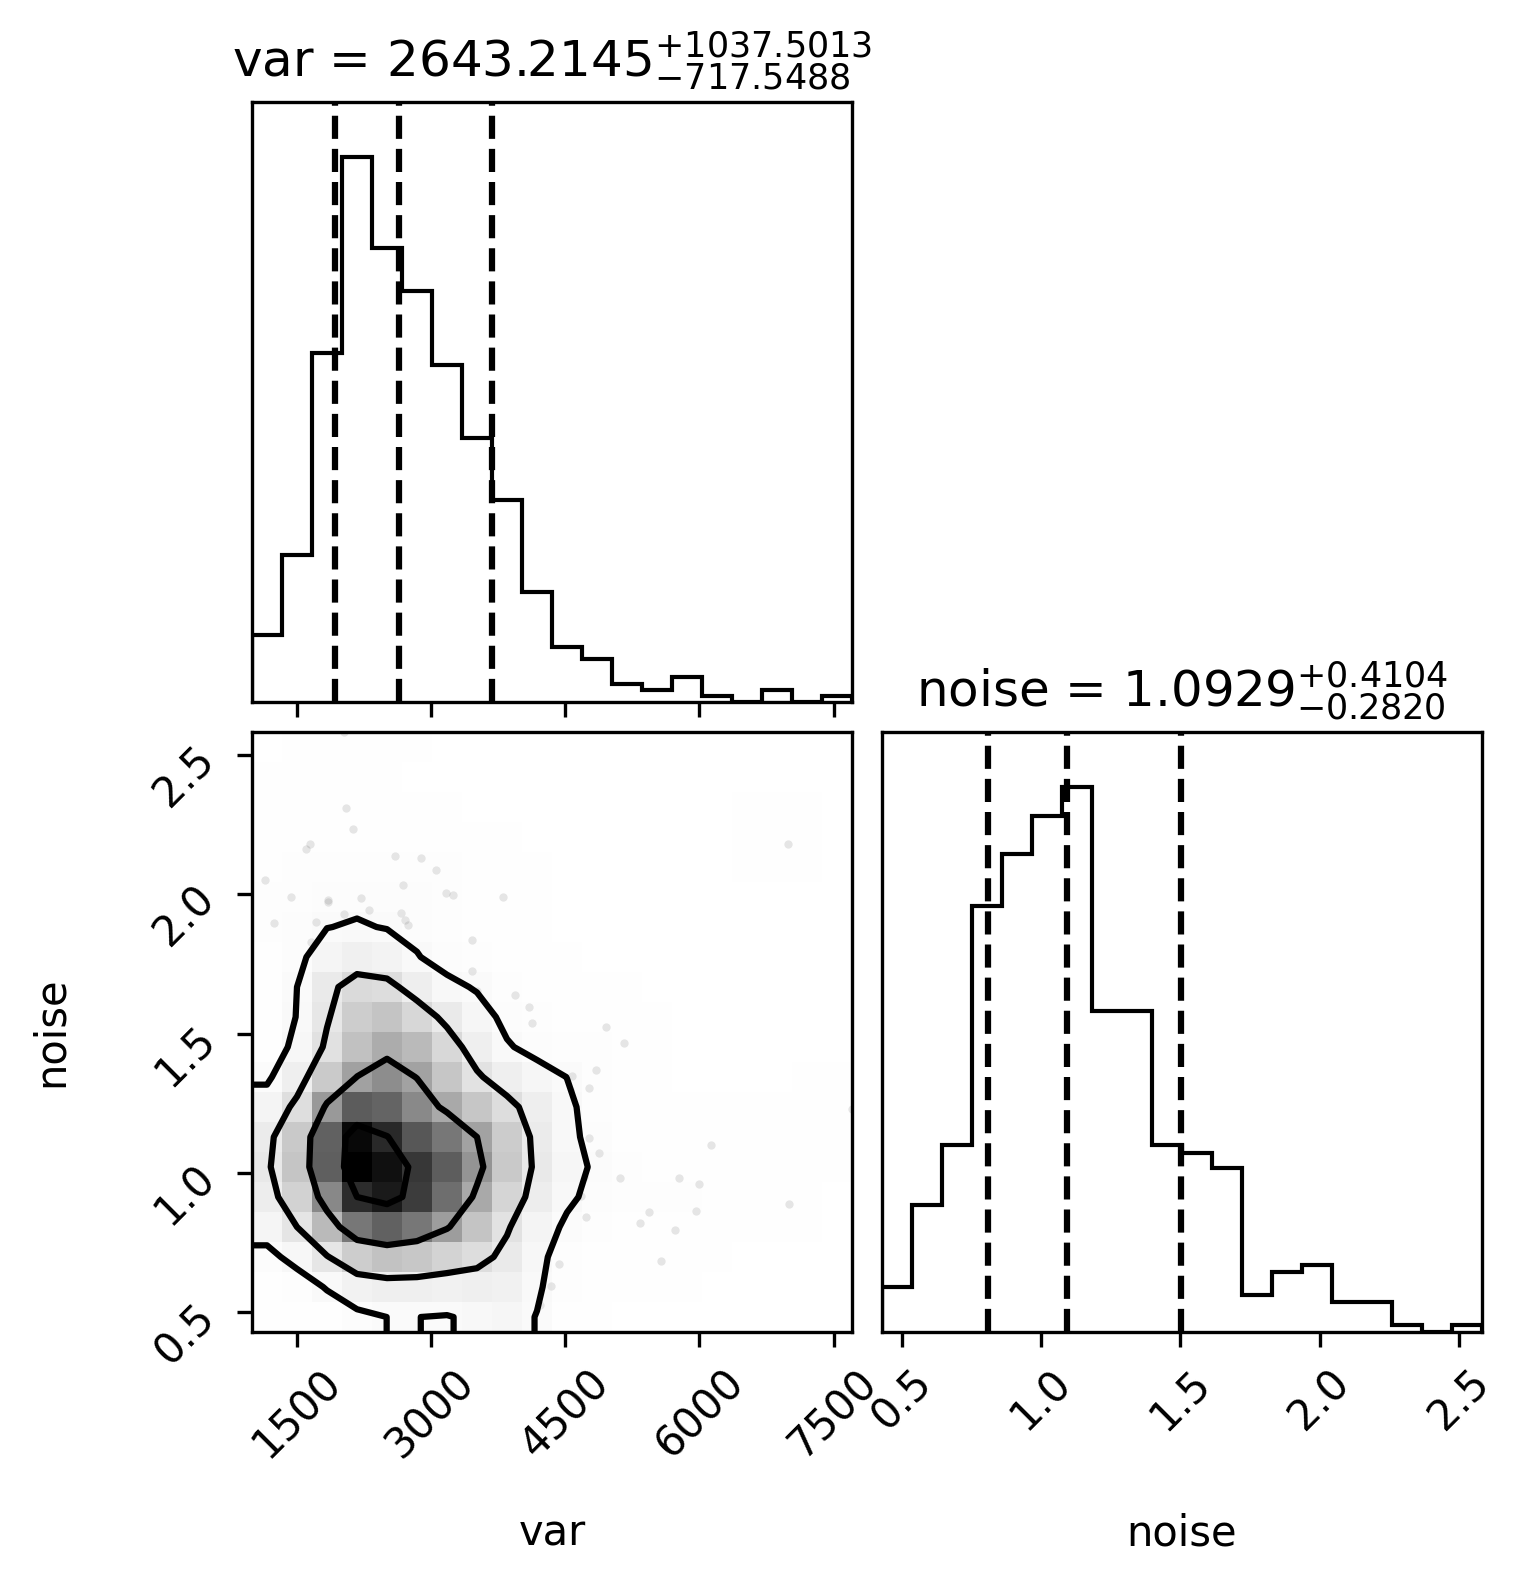 var = 2643.2145+1037.5013
−717.5488
noise = 1.0929+0.4104
−0.2820
2.5
2.0
1.5
1.0
0.5
noise
1500 3000 4500 6000 7500
0.5 1.0 1.5 2.0 2.5
var
noise